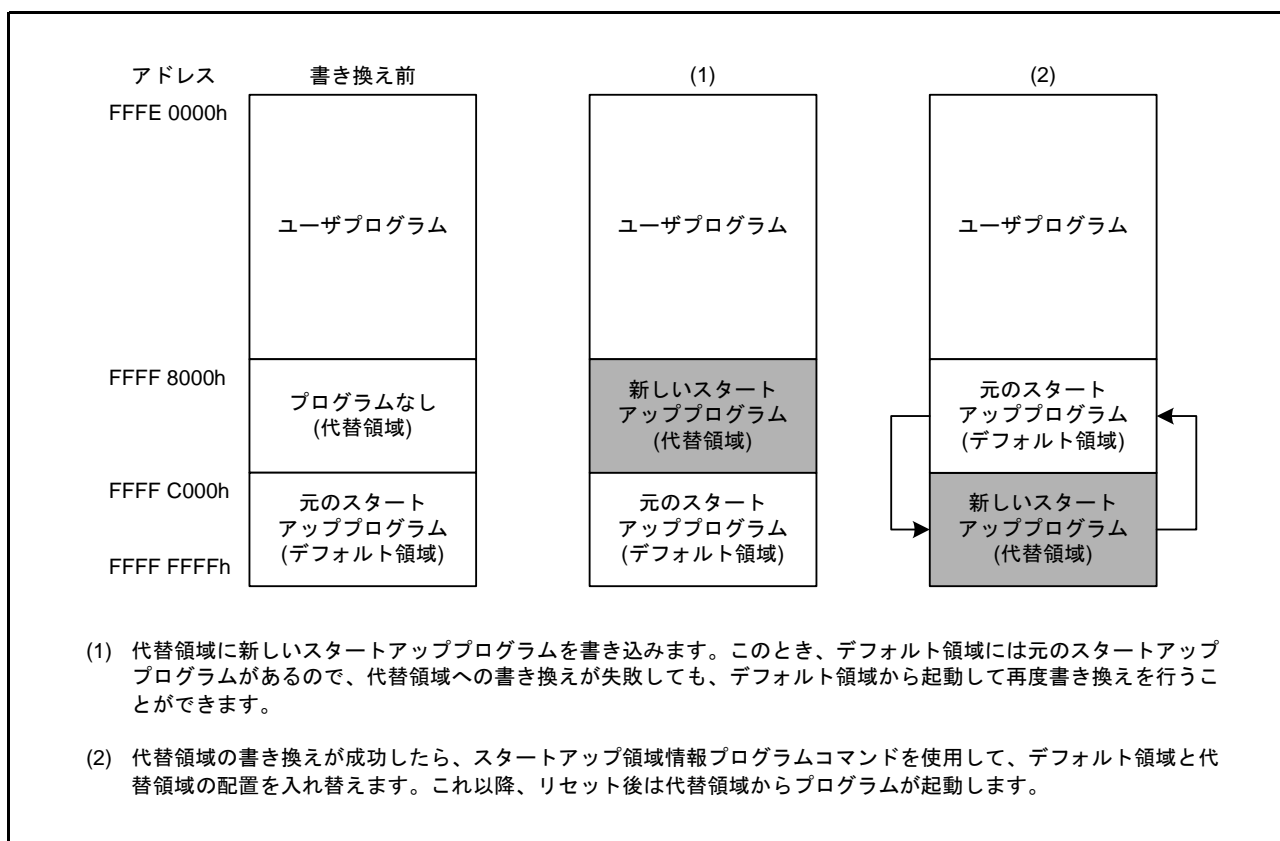 アドレス 書き換え前 (1) (2)
FFFE 0000h
ユーザプログラム ユーザプログラム ユーザプログラム
FFFF 8000h
プログラムなし
(代替領域)
新しいスタート
アッププログラム
(代替領域)
元のスタート
アッププログラム
(デフォルト領域)
FFFF C000h
元のスタート
アッププログラム
(デフォルト領域)
元のスタート
アッププログラム
(デフォルト領域)
新しいスタート
アッププログラム
(代替領域)
FFFF FFFFh
(1) 代替領域に新しいスタートアッププログラムを書き込みます。このとき、デフォルト領域には元のスタートアップ
プログラムがあるので、代替領域への書き換えが失敗しても、デフォルト領域から起動して再度書き換えを行うこ
とができます。
(2) 代替領域の書き換えが成功したら、スタートアップ領域情報プログラムコマンドを使用して、デフォルト領域と代
替領域の配置を入れ替えます。これ以降、リセット後は代替領域からプログラムが起動します。